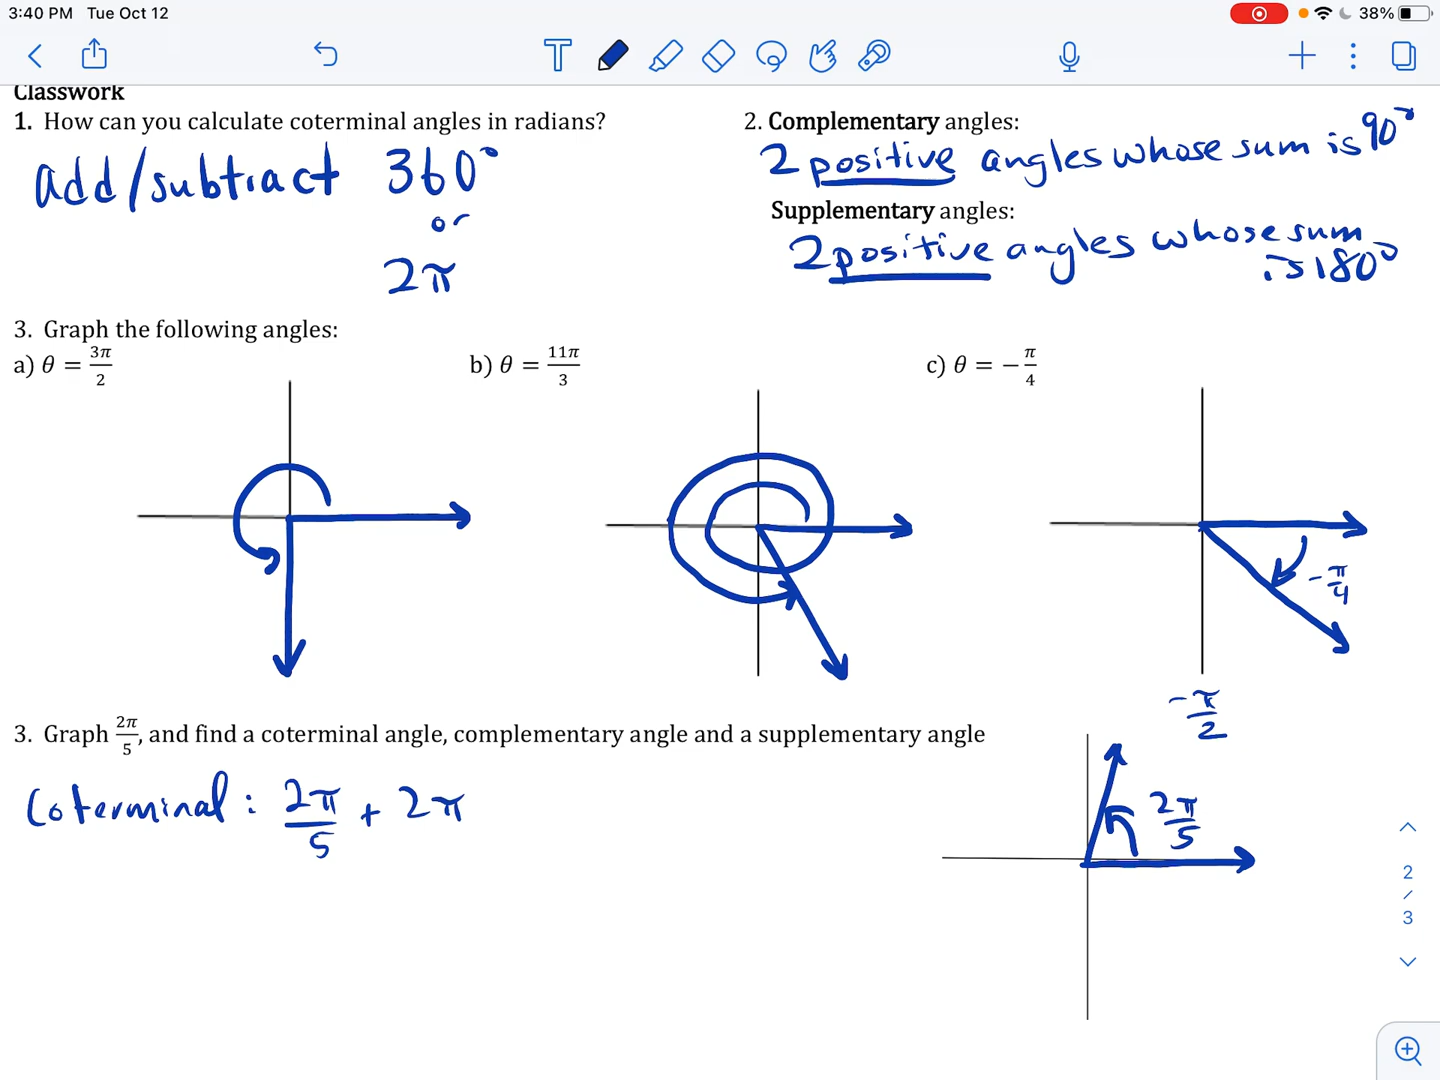 3:40 PM Tue Oct 12
38%
Classwork
1. How can you calculate coterminal angles in radians?
add/subtract 360°
or
2π
2. Complementary angles:
2 positive angles whose sum is 90°
Supplementary angles:
2 positive angles whose sum
is 180°
3. Graph the following angles:
a) θ = 3π/2
b) θ = 11π/3
c) θ = −π/4
-π/4
-π/2
3. Graph 2π/5, and find a coterminal angle, complementary angle and a supplementary angle
Coterminal: 2π/5 + 2π
2π/5
2
/
3